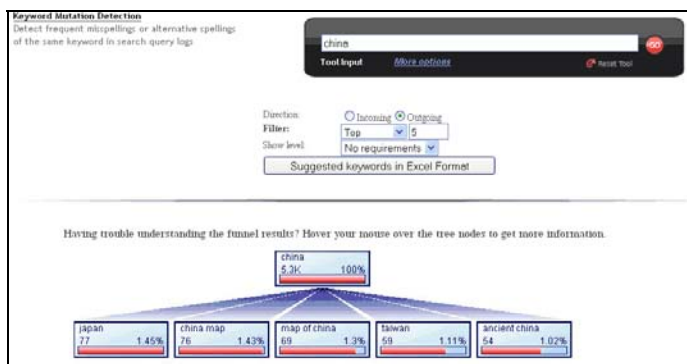 Keyword Mutation Detection
Detect frequent misspellings or alternative spellings
of the same keyword in search query logs
china
GO
Tool Input More options Reset Tool
Direction: Incoming Outgoing
Filter: Top 5
Show level: No requirements
Suggested keywords in Excel Format
Having trouble understanding the funnel results? Hover your mouse over the tree nodes to get more information.
china
5.3K 100%
japan china map map of china taiwan ancient china
77 1.45% 76 1.43% 69 1.3% 59 1.11% 54 1.02%